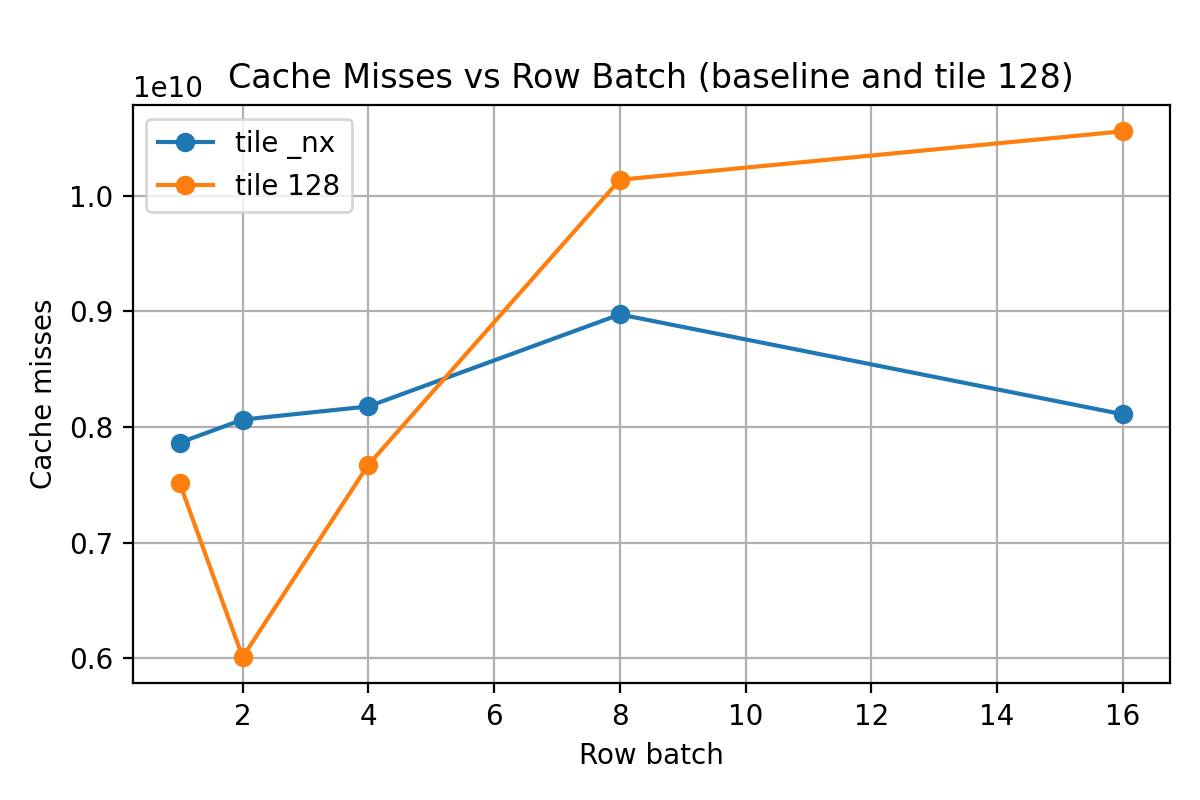 Cache Misses vs Row Batch (baseline and tile 128)
1e10
tile _nx
tile 128
Cache misses
1.0
0.9
0.8
0.7
0.6
2 4 6 8 10 12 14 16
Row batch